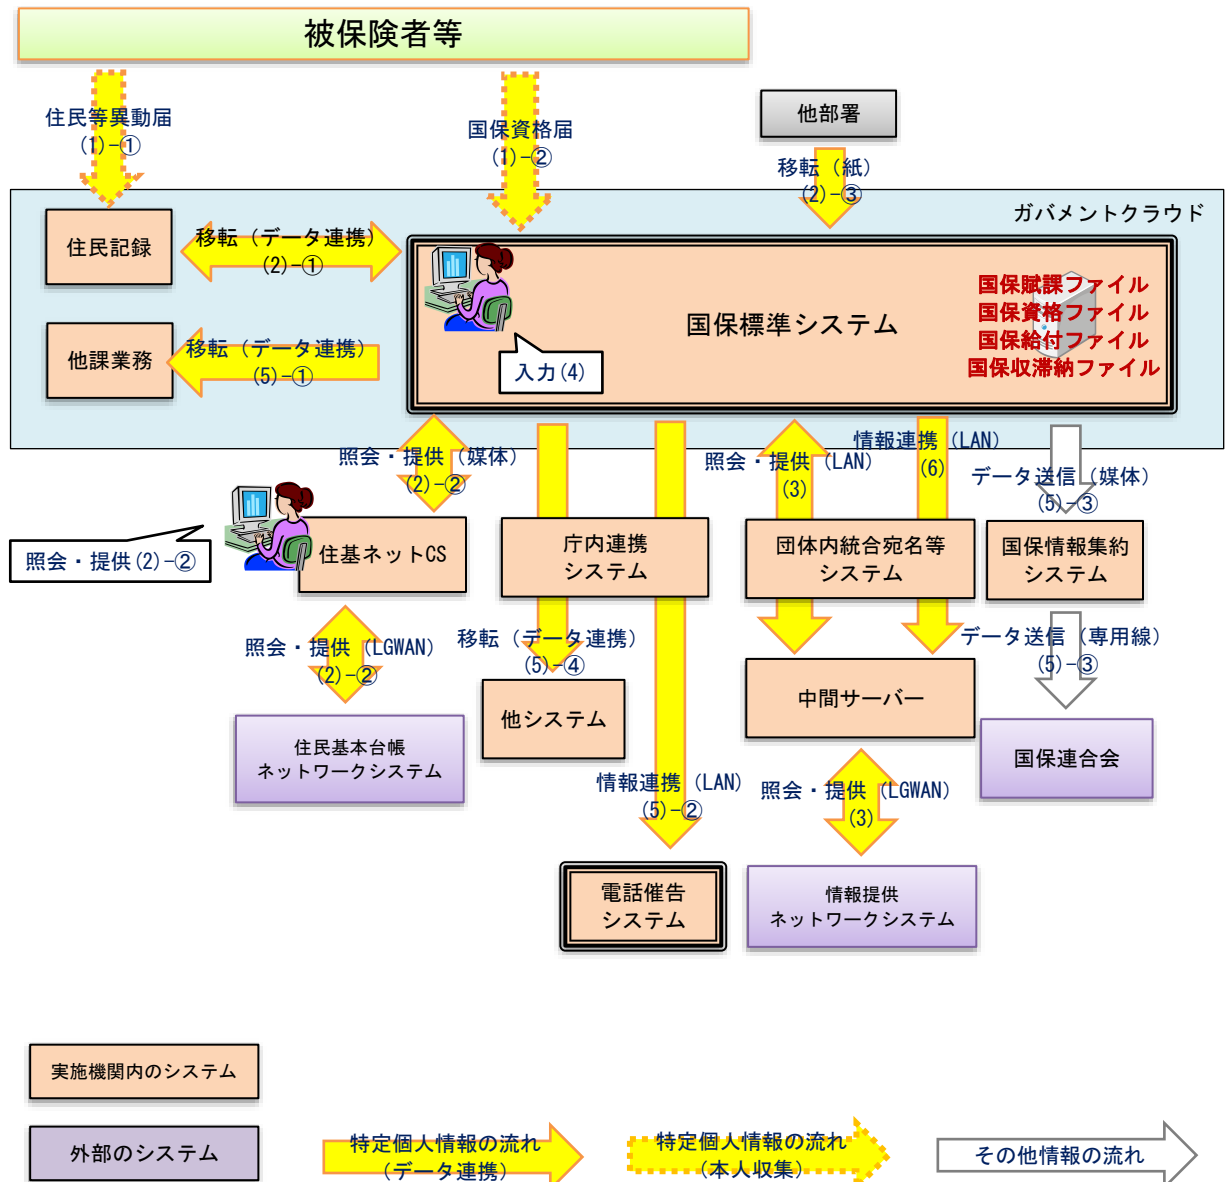 被保険者等
住民等異動届
(1)-①
国保資格届
(1)-②
他部署
移転（紙）
(2)-③
ガバメントクラウド
住民記録
移転（データ連携）
(2)-①
国保標準システム
国保賦課ファイル
国保資格ファイル
国保給付ファイル
国保収滞納ファイル
入力(4)
他課業務
移転（データ連携）
(5)-①
照会・提供（媒体）
(2)-②
照会・提供（LAN）
(3)
情報連携（LAN）
(6)
データ送信（媒体）
(5)-③
照会・提供(2)-②
住基ネットCS
庁内連携
システム
団体内統合宛名等
システム
国保情報集約
システム
照会・提供（LGWAN）
(2)-②
移転（データ連携）
(5)-④
データ送信（専用線）
(5)-③
住民基本台帳
ネットワークシステム
他システム
中間サーバー
国保連合会
情報連携（LAN）
(5)-②
照会・提供（LGWAN）
(3)
電話催告
システム
情報提供
ネットワークシステム
実施機関内のシステム
外部のシステム
特定個人情報の流れ
（データ連携）
特定個人情報の流れ
（本人収集）
その他情報の流れ